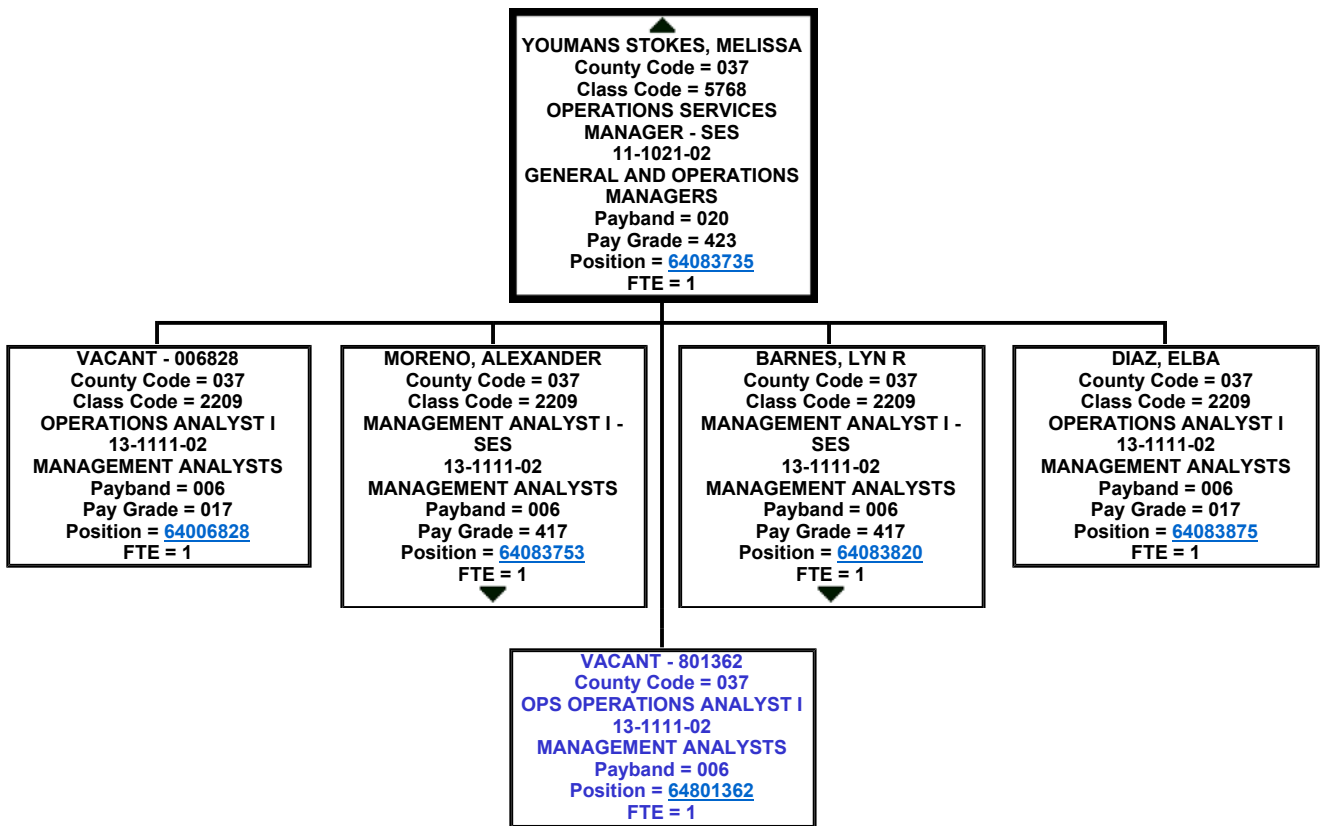 YOUMANS STOKES, MELISSA
County Code = 037
Class Code = 5768
OPERATIONS SERVICES
MANAGER - SES
11-1021-02
GENERAL AND OPERATIONS
MANAGERS
Payband = 020
Pay Grade = 423
Position = 64083735
FTE = 1
VACANT - 006828
County Code = 037
Class Code = 2209
OPERATIONS ANALYST I
13-1111-02
MANAGEMENT ANALYSTS
Payband = 006
Pay Grade = 017
Position = 64006828
FTE = 1
MORENO, ALEXANDER
County Code = 037
Class Code = 2209
MANAGEMENT ANALYST I -
SES
13-1111-02
MANAGEMENT ANALYSTS
Payband = 006
Pay Grade = 417
Position = 64083753
FTE = 1
BARNES, LYN R
County Code = 037
Class Code = 2209
MANAGEMENT ANALYST I -
SES
13-1111-02
MANAGEMENT ANALYSTS
Payband = 006
Pay Grade = 417
Position = 64083820
FTE = 1
DIAZ, ELBA
County Code = 037
Class Code = 2209
OPERATIONS ANALYST I
13-1111-02
MANAGEMENT ANALYSTS
Payband = 006
Pay Grade = 017
Position = 64083875
FTE = 1
VACANT - 801362
County Code = 037
OPS OPERATIONS ANALYST I
13-1111-02
MANAGEMENT ANALYSTS
Payband = 006
Position = 64801362
FTE = 1